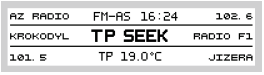 AZ RADIO FM-AS 16:24 102.6
KROKODYL TP SEEK RADIO F1
101.5 TP 19.0°C JIZERA